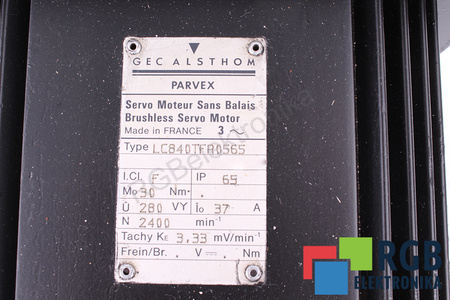 GEC ALSTHOM
PARVEX
Servo Moteur Sans Balais
Brushless Servo Motor
Made in FRANCE 3 ~
Type LC840TFR0565
I.Cl. F IP 65
Mo 30 Nm
Û 280 VY Îo 37 A
N 2400 min⁻¹
Tachy KE 3,33 mV/min⁻¹
Frein/Br. V ⎓ Nm
RGBelektronika
RGB
ELEKTRONIKA